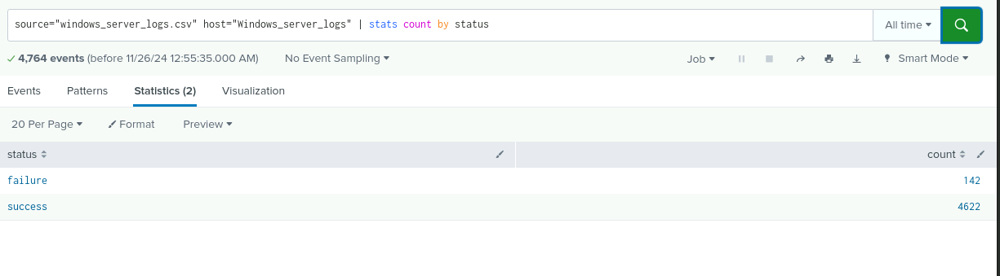 source="windows_server_logs.csv" host="Windows_server_logs" | stats count by status
All time
4,764 events (before 11/26/24 12:55:35.000 AM)
No Event Sampling
Job
Smart Mode
Events
Patterns
Statistics (2)
Visualization
20 Per Page
Format
Preview
status
count
failure
142
success
4622